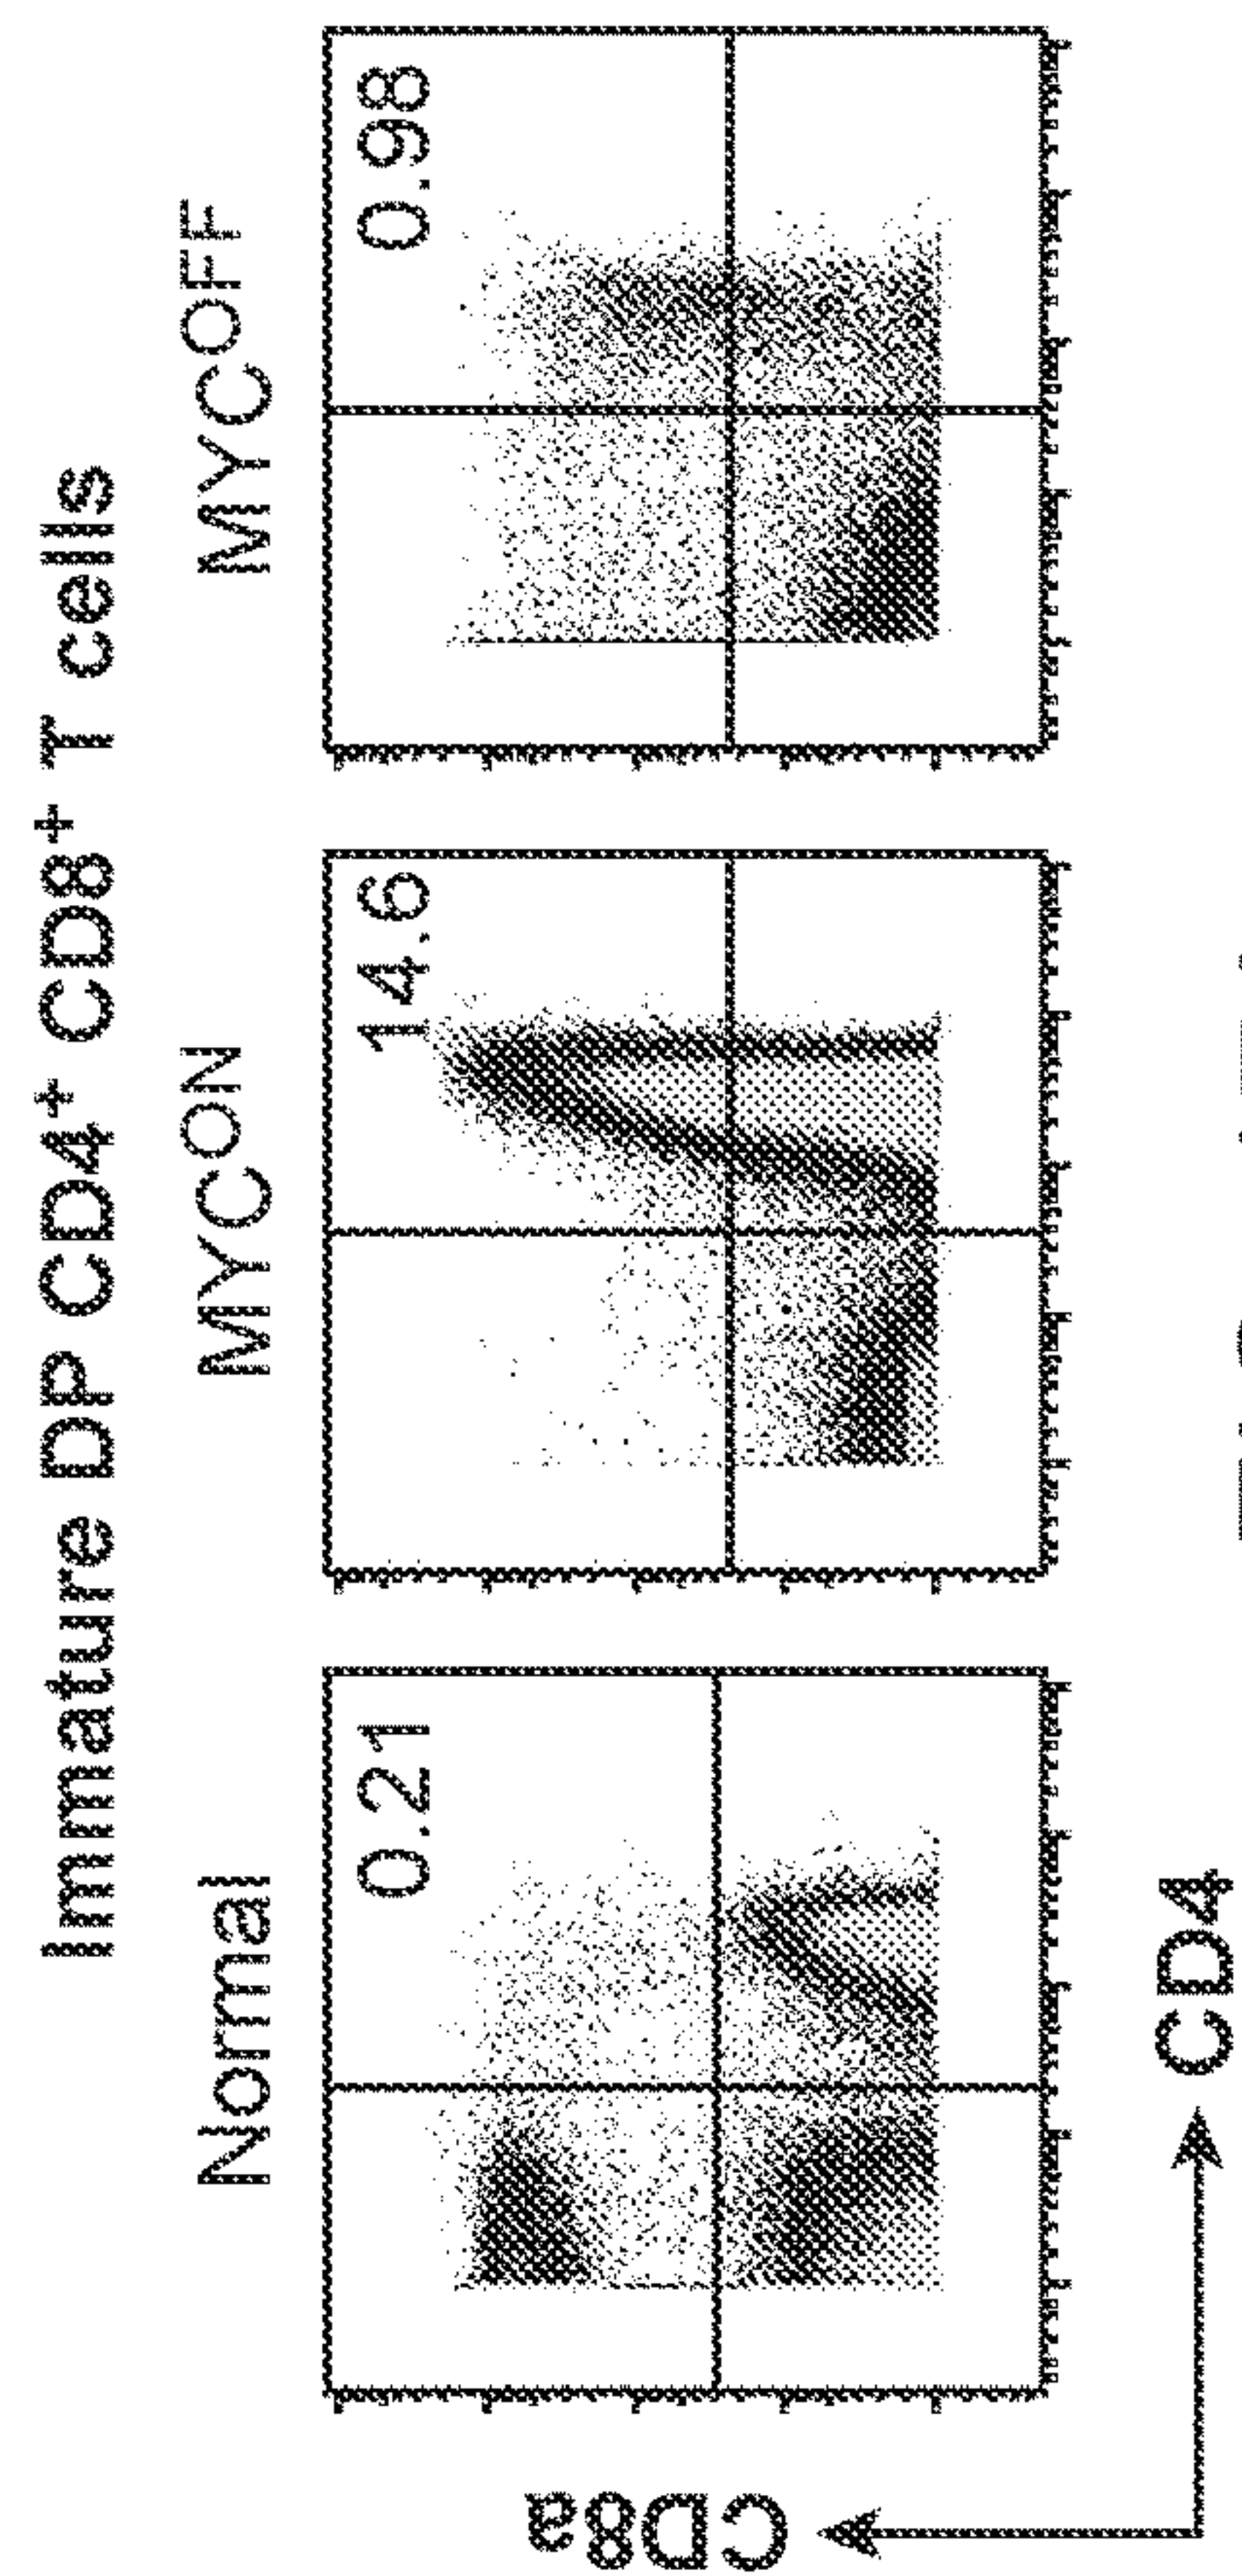 Immature DP CD4⁺ CD8⁺ T cells
Normal
MYCᴼᴺ
MYCᴼᶠᶠ
0.21
14.6
0.98
CD8a
CD4